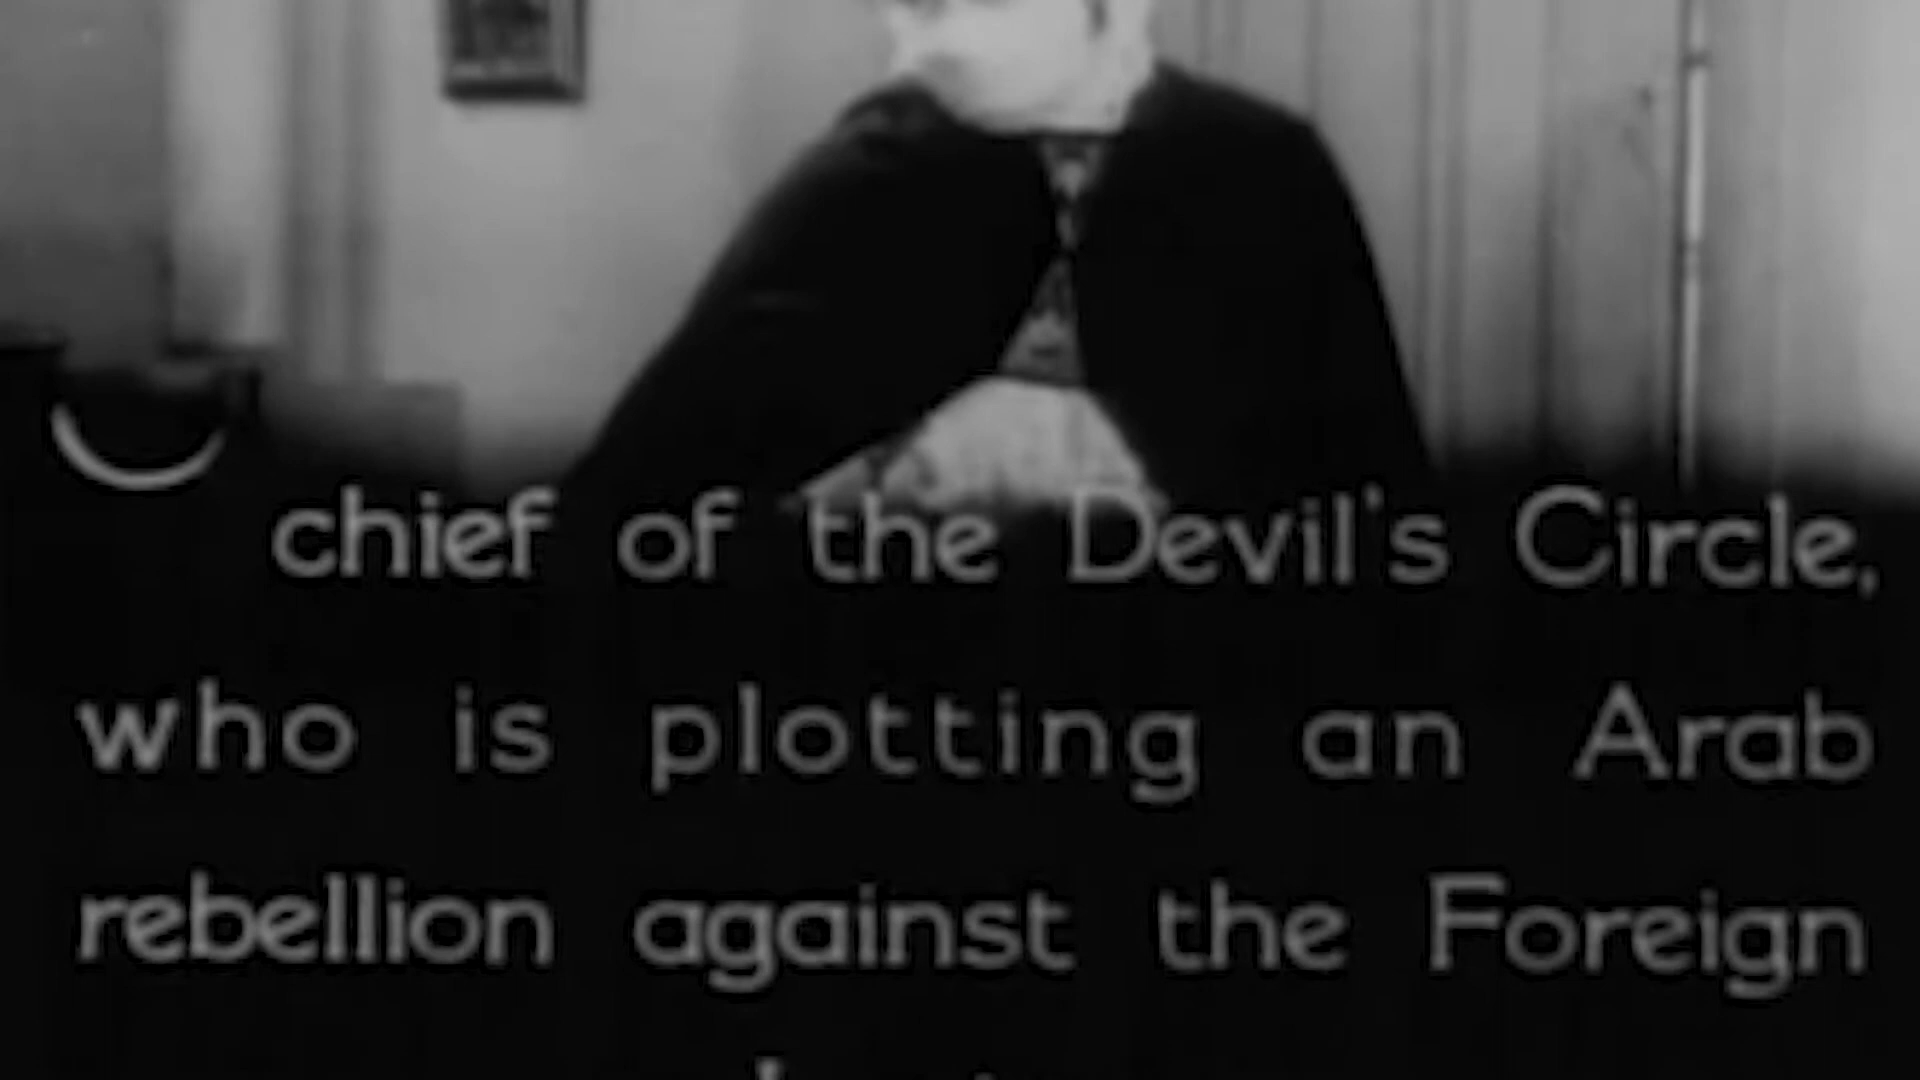 chief of the Devil's Circle,
who is plotting an Arab
rebellion against the Foreign